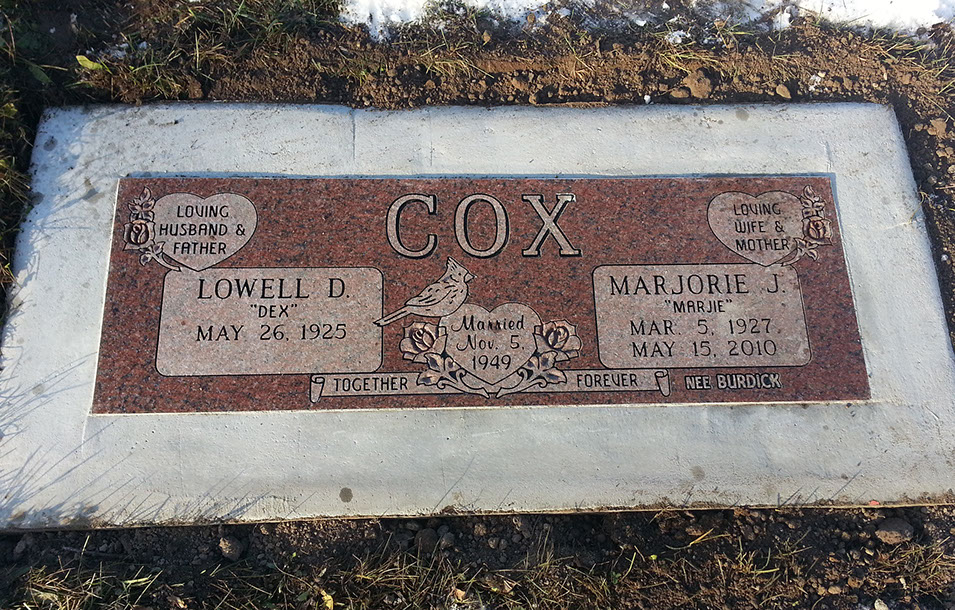 COX
LOVING
HUSBAND &
FATHER
LOWELL D.
"DEX"
MAY 26, 1925
Married
Nov. 5,
1949
LOVING
WIFE &
MOTHER
MARJORIE J.
"MARJIE"
MAR. 5, 1927
MAY 15, 2010
TOGETHER FOREVER
NEE BURDICK